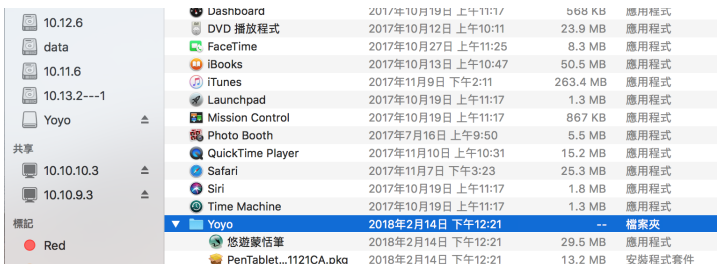 10.12.6
data
10.11.6
10.13.2---1
Yoyo
共享
10.10.10.3
10.10.9.3
標記
Red
Dashboard 2017年10月19日 上午11:17 568 KB 應用程式
DVD 播放程式 2017年10月12日 上午10:11 23.9 MB 應用程式
FaceTime 2017年10月27日 上午11:25 8.3 MB 應用程式
iBooks 2017年10月13日 上午10:47 50.5 MB 應用程式
iTunes 2017年11月9日 下午2:11 263.4 MB 應用程式
Launchpad 2017年10月19日 上午11:17 1.3 MB 應用程式
Mission Control 2017年10月19日 上午11:17 867 KB 應用程式
Photo Booth 2017年7月16日 上午9:50 5.5 MB 應用程式
QuickTime Player 2017年11月10日 上午10:31 15.2 MB 應用程式
Safari 2017年11月7日 下午3:23 25.3 MB 應用程式
Siri 2017年10月19日 上午11:17 1.8 MB 應用程式
Time Machine 2017年10月19日 上午11:17 1.3 MB 應用程式
Yoyo 2018年2月14日 下午12:21 -- 檔案夾
悠遊蒙恬筆 2018年2月14日 下午12:21 29.5 MB 應用程式
PenTablet...1121CA.pkg 2018年2月14日 下午12:21 13.2 MB 安裝程式套件